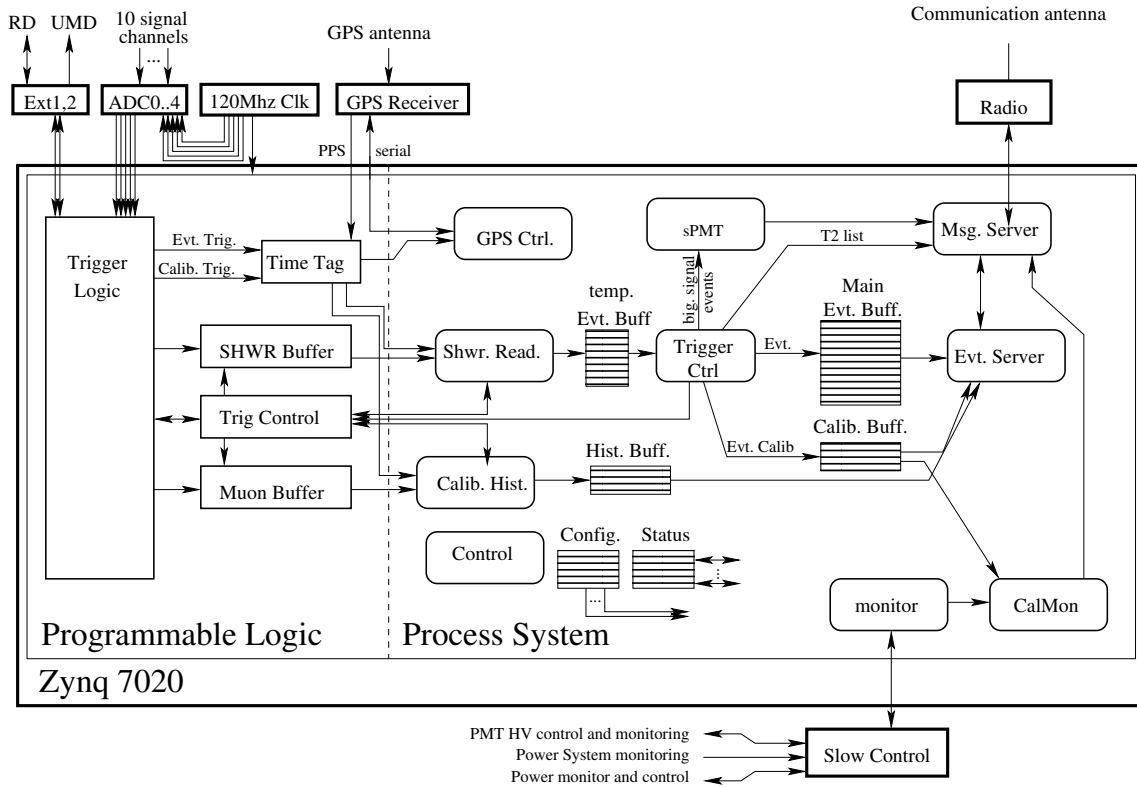 RD
UMD
10 signal
channels
...
GPS antenna
Communication antenna
Ext1,2
ADC0..4
120Mhz Clk
GPS Receiver
Radio
PPS
serial
Trigger
Logic
Evt. Trig.
Calib. Trig.
Time Tag
GPS Ctrl.
sPMT
T2 list
Msg. Server
big. signal
events
temp.
Evt. Buff
Main
Evt. Buff.
SHWR Buffer
Shwr. Read.
Trigger
Ctrl
Evt.
Evt. Server
Trig Control
Calib. Buff.
Evt. Calib
Hist. Buff.
Muon Buffer
Calib. Hist.
Control
Config.
Status
...
...
monitor
CalMon
Programmable Logic
Process System
Zynq 7020
PMT HV control and monitoring
Power System monitoring
Power monitor and control
Slow Control